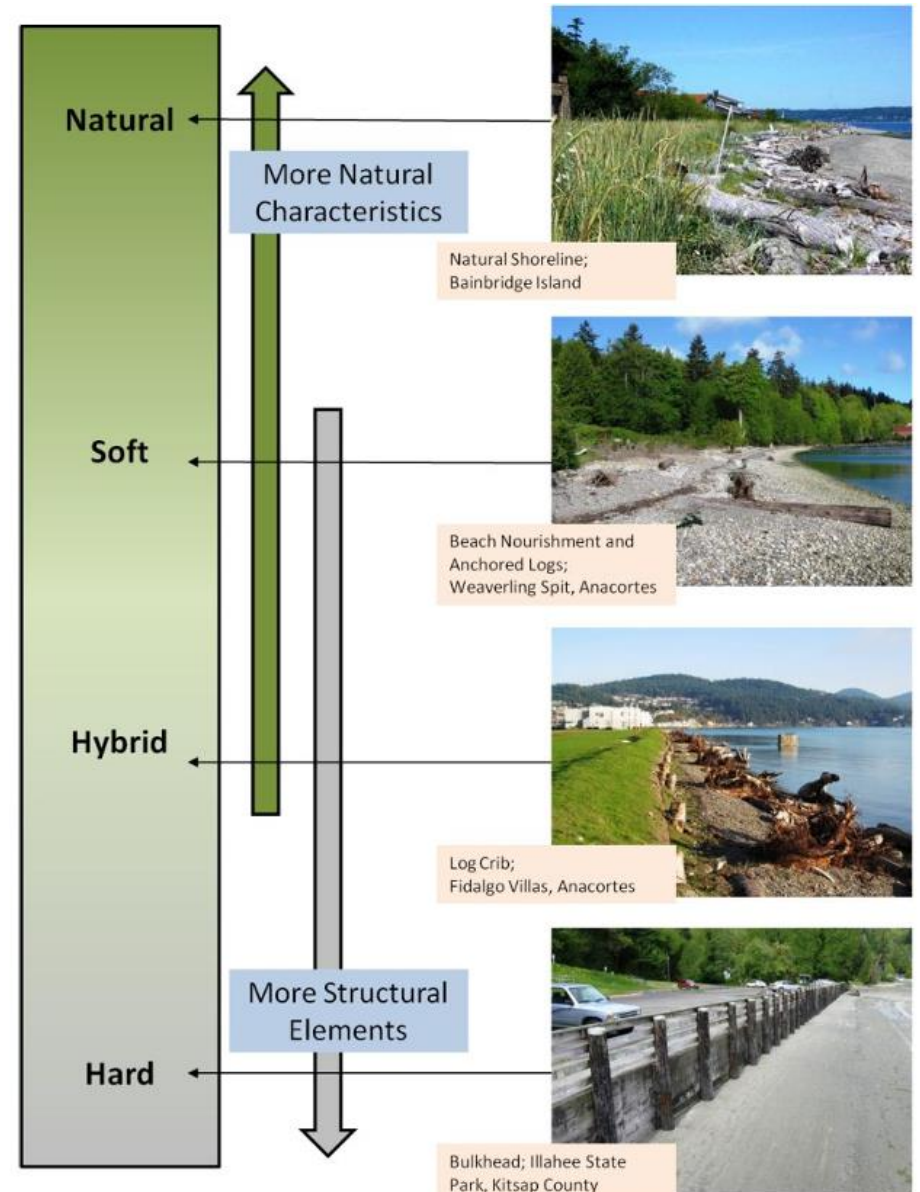 Natural
More Natural
Characteristics
Natural Shoreline;
Bainbridge Island
Soft
Beach Nourishment and
Anchored Logs;
Weaverling Spit, Anacortes
Hybrid
Log Crib;
Fidalgo Villas, Anacortes
More Structural
Elements
Hard
Bulkhead; Illahee State
Park, Kitsap County